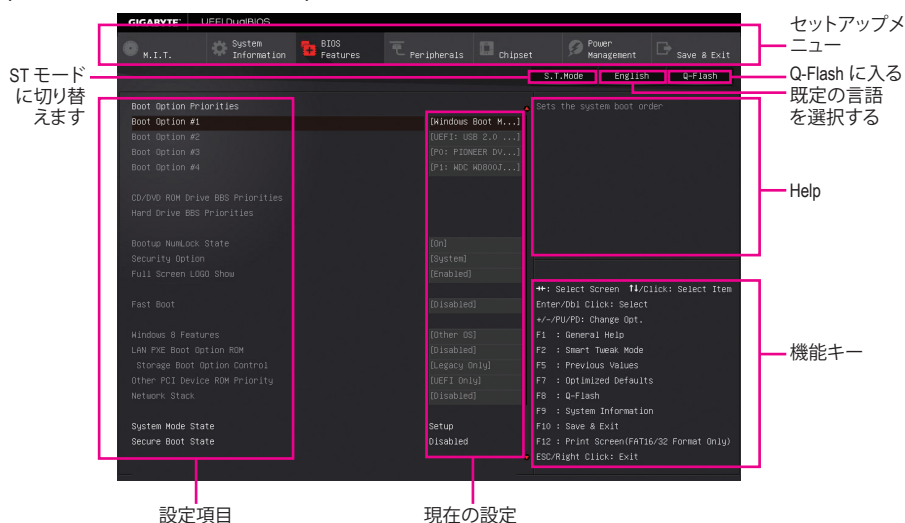 GIGABYTE UEFI DualBIOS
M.I.T.
System Information
BIOS Features
Peripherals
Chipset
Power Management
Save & Exit
セットアップメ
ニュー
S.T.Mode English Q-Flash
ST モード
に切り替
えます
Q-Flash に入る
既定の言語
を選択する
Boot Option Priorities
Boot Option #1 [Windows Boot M...]
Boot Option #2 [UEFI: USB 2.0 ...]
Boot Option #3 [P0: PIONEER DV...]
Boot Option #4 [P1: WDC WD800J...]
CD/DVD ROM Drive BBS Priorities
Hard Drive BBS Priorities
Bootup NumLock State [On]
Security Option [System]
Full Screen LOGO Show [Enabled]
Fast Boot [Disabled]
Windows 8 Features [Other OS]
LAN PXE Boot Option ROM [Disabled]
Storage Boot Option Control [Legacy Only]
Other PCI Device ROM Priority [UEFI Only]
Network Stack [Disabled]
System Mode State Setup
Secure Boot State Disabled
Sets the system boot order
Help
→←: Select Screen ↑↓/Click: Select Item
Enter/Dbl Click: Select
+/-/PU/PD: Change Opt.
F1 : General Help
F2 : Smart Tweak Mode
F5 : Previous Values
F7 : Optimized Defaults
F8 : Q-Flash
F9 : System Information
F10 : Save & Exit
F12 : Print Screen(FAT16/32 Format Only)
ESC/Right Click: Exit
機能キー
設定項目
現在の設定